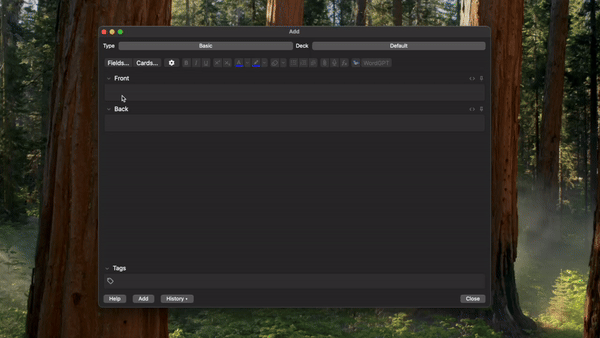 Add
Type Basic Deck Default
Fields... Cards... B I U A WordGPT
Front
Back
Tags
Help Add History Close